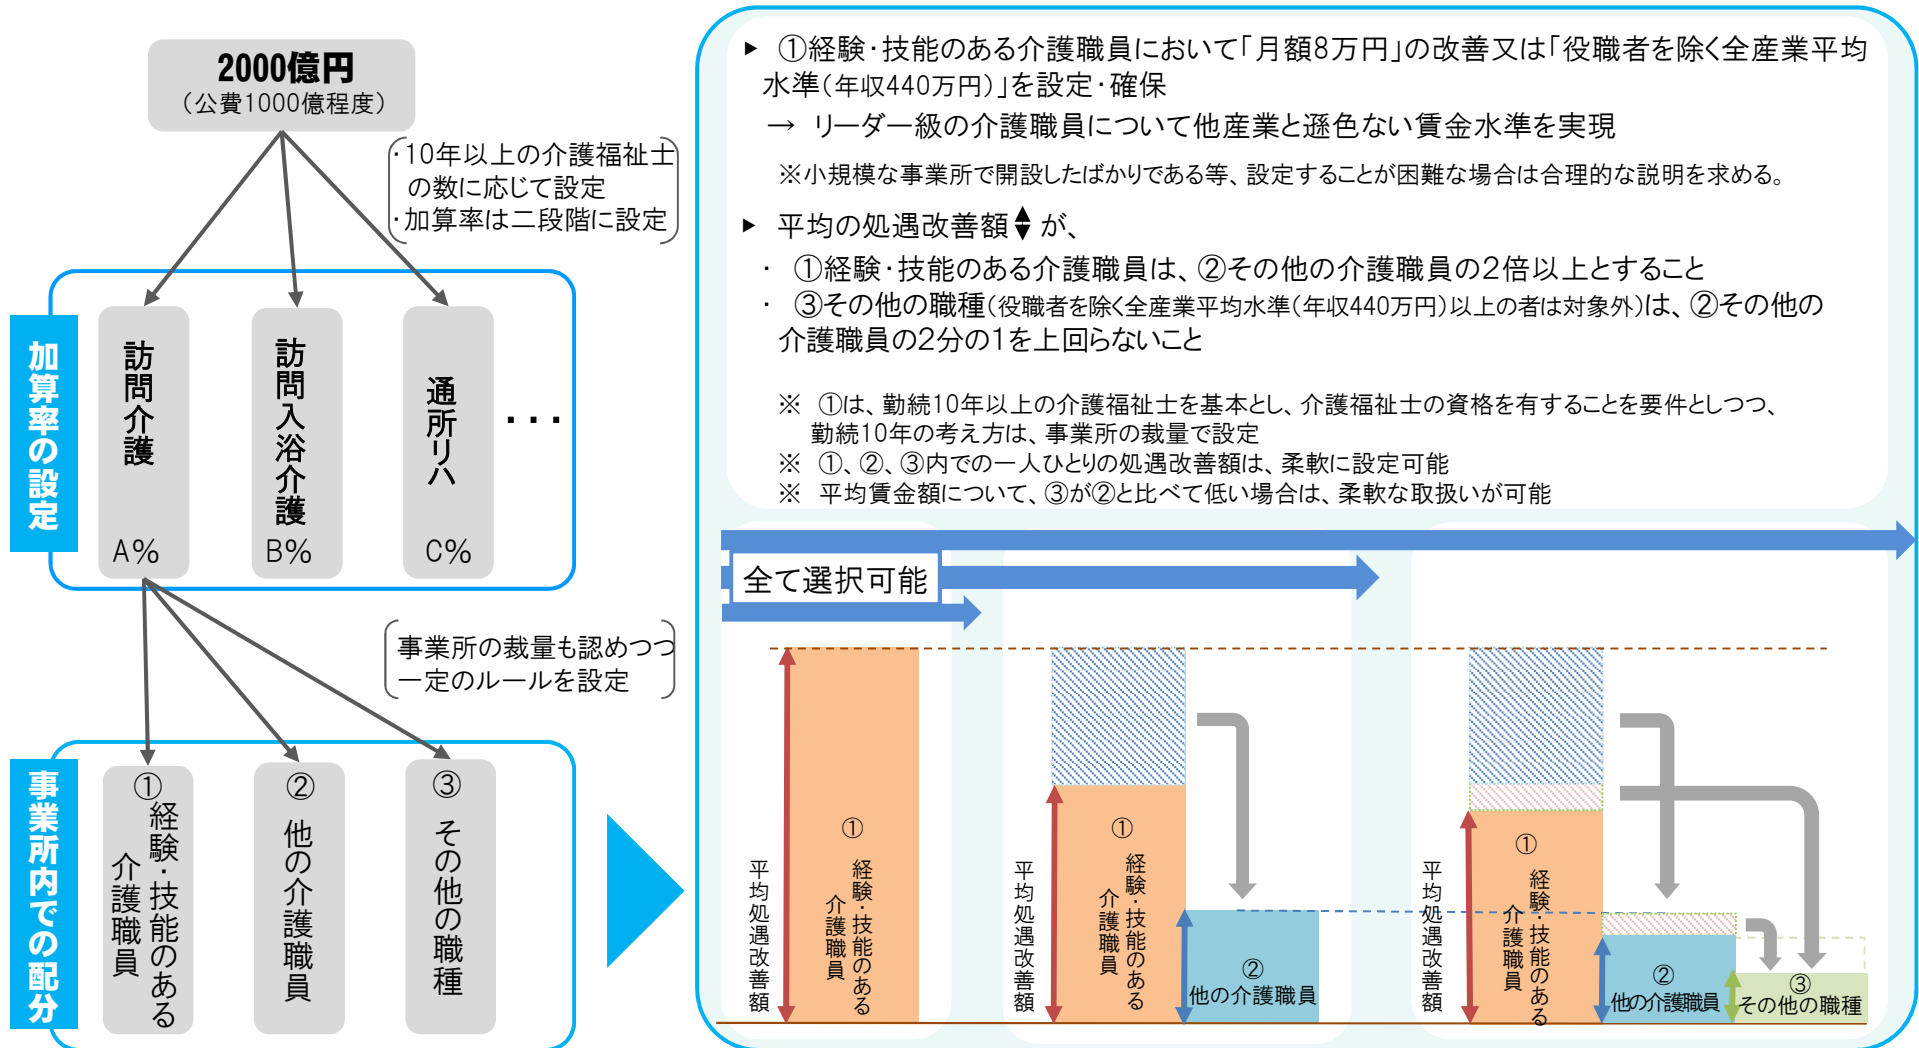 2000億円
（公費1000億程度）
・10年以上の介護福祉士
の数に応じて設定
・加算率は二段階に設定
加算率の設定
訪問介護
A%
訪問入浴介護
B%
通所リハ
C%
・・・
事業所の裁量も認めつつ
一定のルールを設定
事業所内での配分
①
経験・技能のある
介護職員
②
他の介護職員
③
その他の職種
▶ ①経験・技能のある介護職員において「月額8万円」の改善又は「役職者を除く全産業平均
水準（年収440万円）」を設定・確保
→ リーダー級の介護職員について他産業と遜色ない賃金水準を実現
※小規模な事業所で開設したばかりである等、設定することが困難な場合は合理的な説明を求める。
▶ 平均の処遇改善額 が、
・ ①経験・技能のある介護職員は、②その他の介護職員の2倍以上とすること
・ ③その他の職種（役職者を除く全産業平均水準（年収440万円）以上の者は対象外）は、②その他の
介護職員の2分の1を上回らないこと
※ ①は、勤続10年以上の介護福祉士を基本とし、介護福祉士の資格を有することを要件としつつ、
勤続10年の考え方は、事業所の裁量で設定
※ ①、②、③内での一人ひとりの処遇改善額は、柔軟に設定可能
※ 平均賃金額について、③が②と比べて低い場合は、柔軟な取扱いが可能
全て選択可能
平均処遇改善額
①
経験・技能のある
介護職員
平均処遇改善額
①
経験・技能のある
介護職員
②
他の介護職員
平均処遇改善額
①
経験・技能のある
介護職員
②
他の介護職員
③
その他の職種